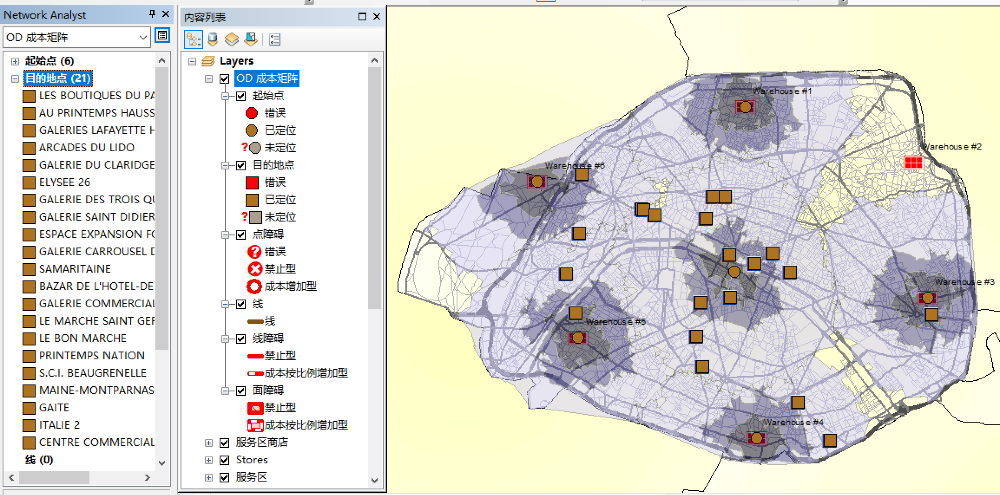 Network Analyst
OD 成本矩阵
起始点 (6)
目的地点 (21)
LES BOUTIQUES DU PA
AU PRINTEMPS HAUSS
GALERIES LAFAYETTE H
ARCADES DU LIDO
GALERIE DU CLARIDGE
ELYSEE 26
GALERIE DES TROIS QU
GALERIE SAINT DIDIER
ESPACE EXPANSION FO
GALERIE CARROUSEL D
SAMARITAINE
BAZAR DE L'HOTEL-DE
GALERIE COMMERCIAL
LE MARCHE SAINT GER
LE BON MARCHE
PRINTEMPS NATION
S.C.I. BEAUGRENELLE
MAINE-MONTPARNAS
GAITE
ITALIE 2
CENTRE COMMERCIAL
线 (0)
内容列表
Layers
OD 成本矩阵
起始点
错误
已定位
? 未定位
目的地点
错误
已定位
? 未定位
点障碍
? 错误
禁止型
成本增加型
线
线
线障碍
禁止型
成本按比例增加型
面障碍
禁止型
成本按比例增加型
服务区商店
Stores
服务区
Warehouse #1
Warehouse #2
Warehouse #6
Warehouse #3
Warehouse #5
Warehouse #4